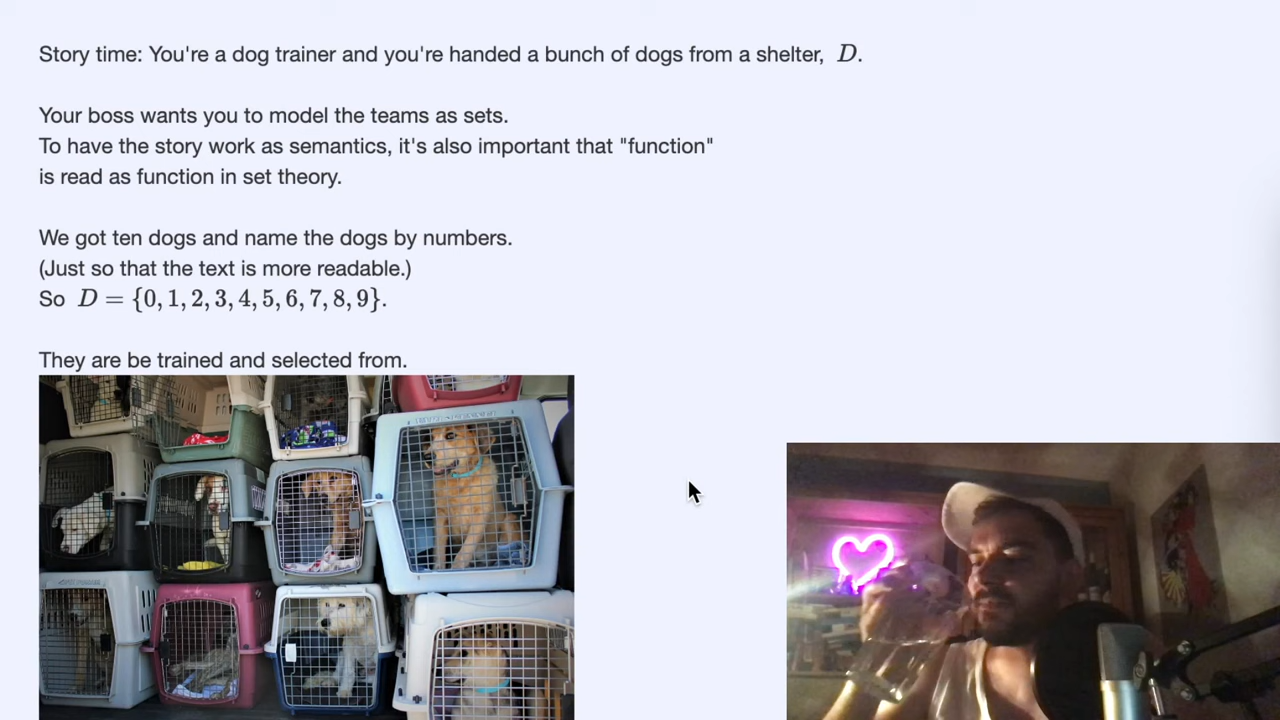 Story time: You're a dog trainer and you're handed a bunch of dogs from a shelter, D.
Your boss wants you to model the teams as sets.
To have the story work as semantics, it's also important that "function"
is read as function in set theory.
We got ten dogs and name the dogs by numbers.
(Just so that the text is more readable.)
So D = {0, 1, 2, 3, 4, 5, 6, 7, 8, 9}.
They are be trained and selected from.